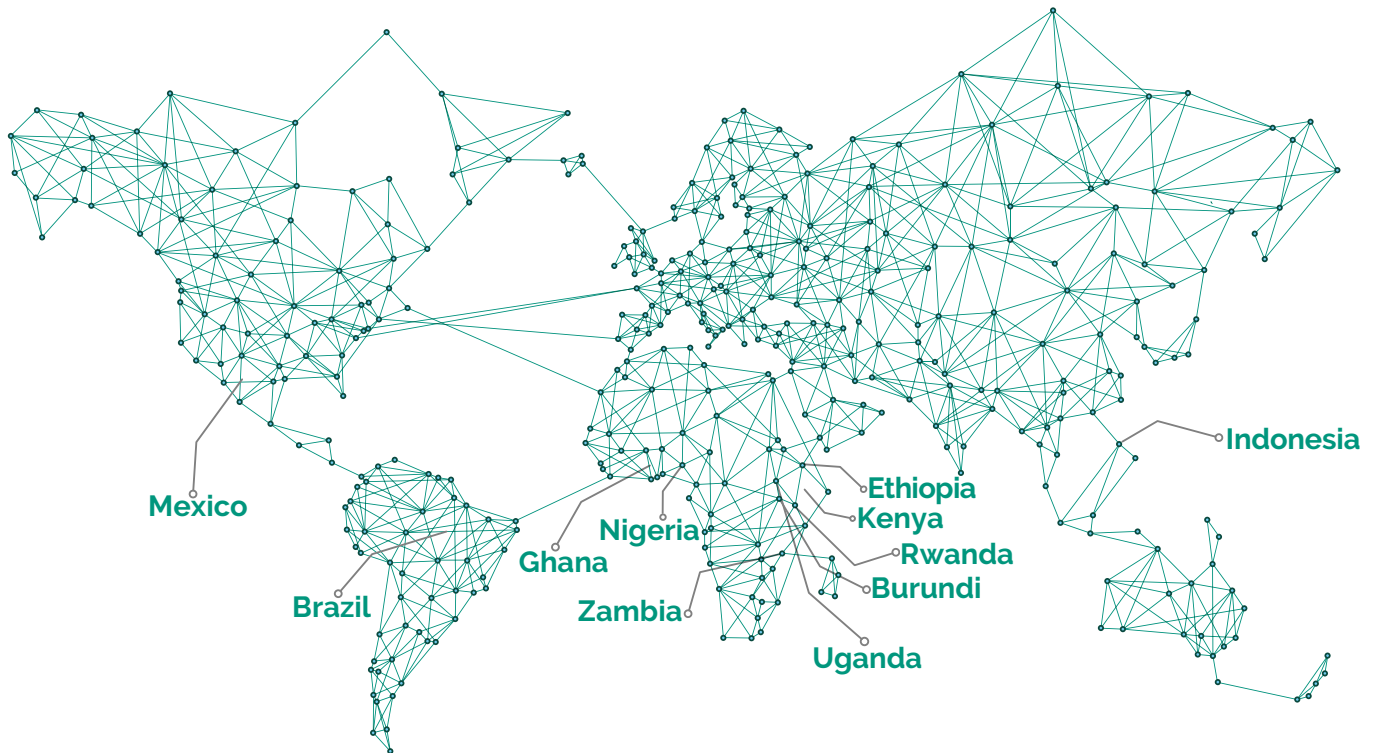 Indonesia
Mexico
Ethiopia
Kenya
Nigeria
Ghana
Rwanda
Burundi
Brazil
Zambia
Uganda